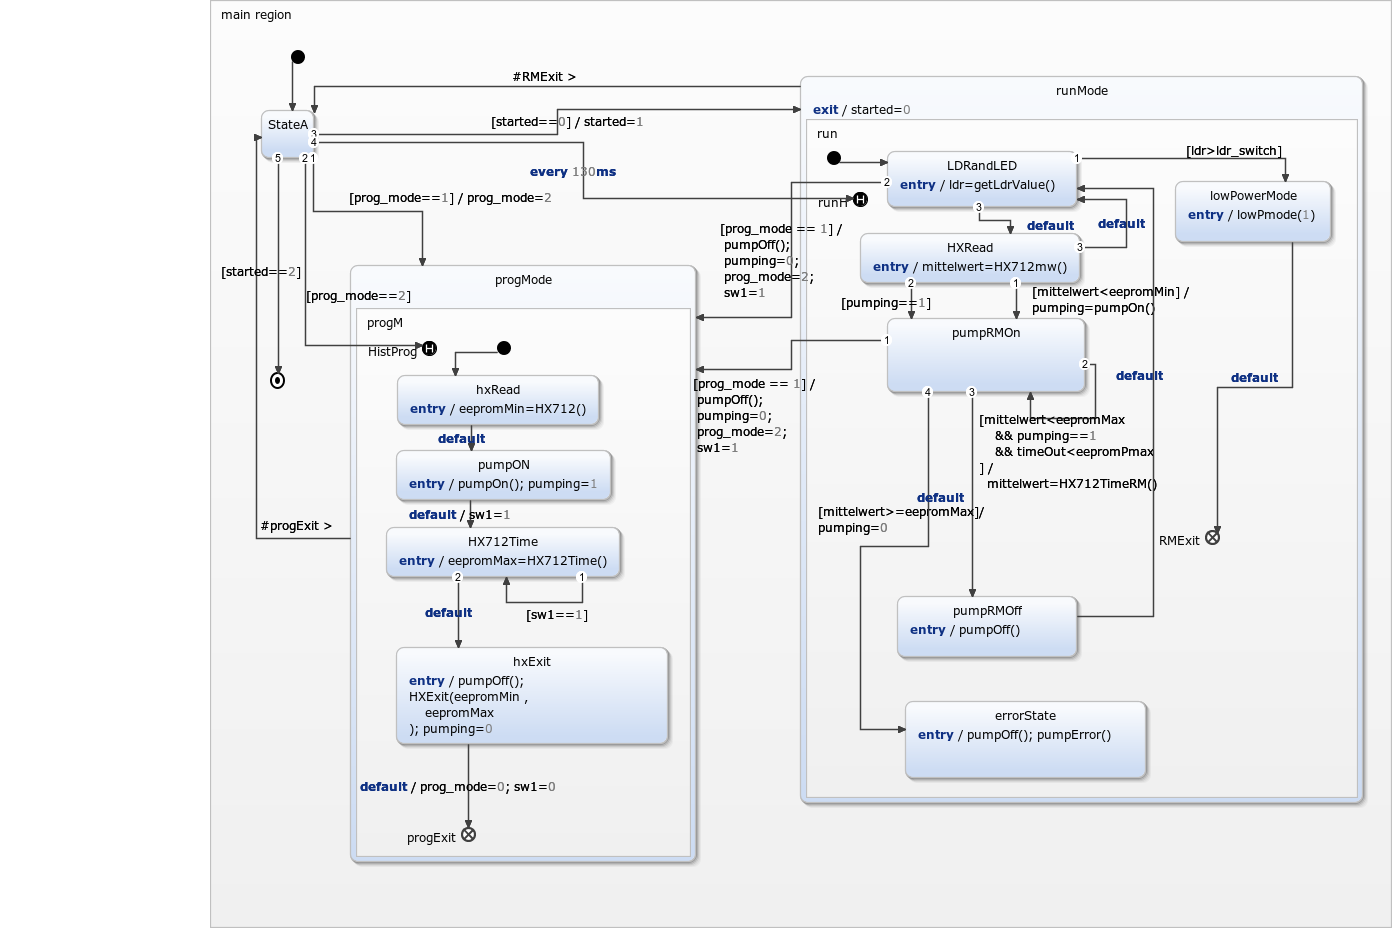 main region
#RMExit >
runMode
exit / started=0
[started==0] / started=1
run
StateA
3
4
5
2
1
every 130ms
[prog_mode==1] / prog_mode=2
[started==2]
[prog_mode==2]
runH
H
LDRandLED
entry / ldr=getLdrValue()
1
2
3
[ldr>ldr_switch]
lowPowerMode
entry / lowPmode(1)
default
default
[prog_mode == 1] /
pumpOff();
pumping=0;
prog_mode=2;
sw1=1
HXRead
entry / mittelwert=HX712mw()
3
2
1
[pumping==1]
[mittelwert<eepromMin] /
pumping=pumpOn()
progMode
progM
HistProg
H
hxRead
entry / eepromMin=HX712()
default
pumpON
entry / pumpOn(); pumping=1
default / sw1=1
HX712Time
entry / eepromMax=HX712Time()
2
1
default
[sw1==1]
#progExit >
hxExit
entry / pumpOff();
HXExit(eepromMin ,
eepromMax
); pumping=0
default / prog_mode=0; sw1=0
progExit
pumpRMOn
1
2
4
3
default
default
[prog_mode == 1] /
pumpOff();
pumping=0;
prog_mode=2;
sw1=1
[mittelwert<eepromMax
&& pumping==1
&& timeOut<eepromPmax
] /
mittelwert=HX712TimeRM()
default
[mittelwert>=eepromMax]/
pumping=0
RMExit
pumpRMOff
entry / pumpOff()
errorState
entry / pumpOff(); pumpError()